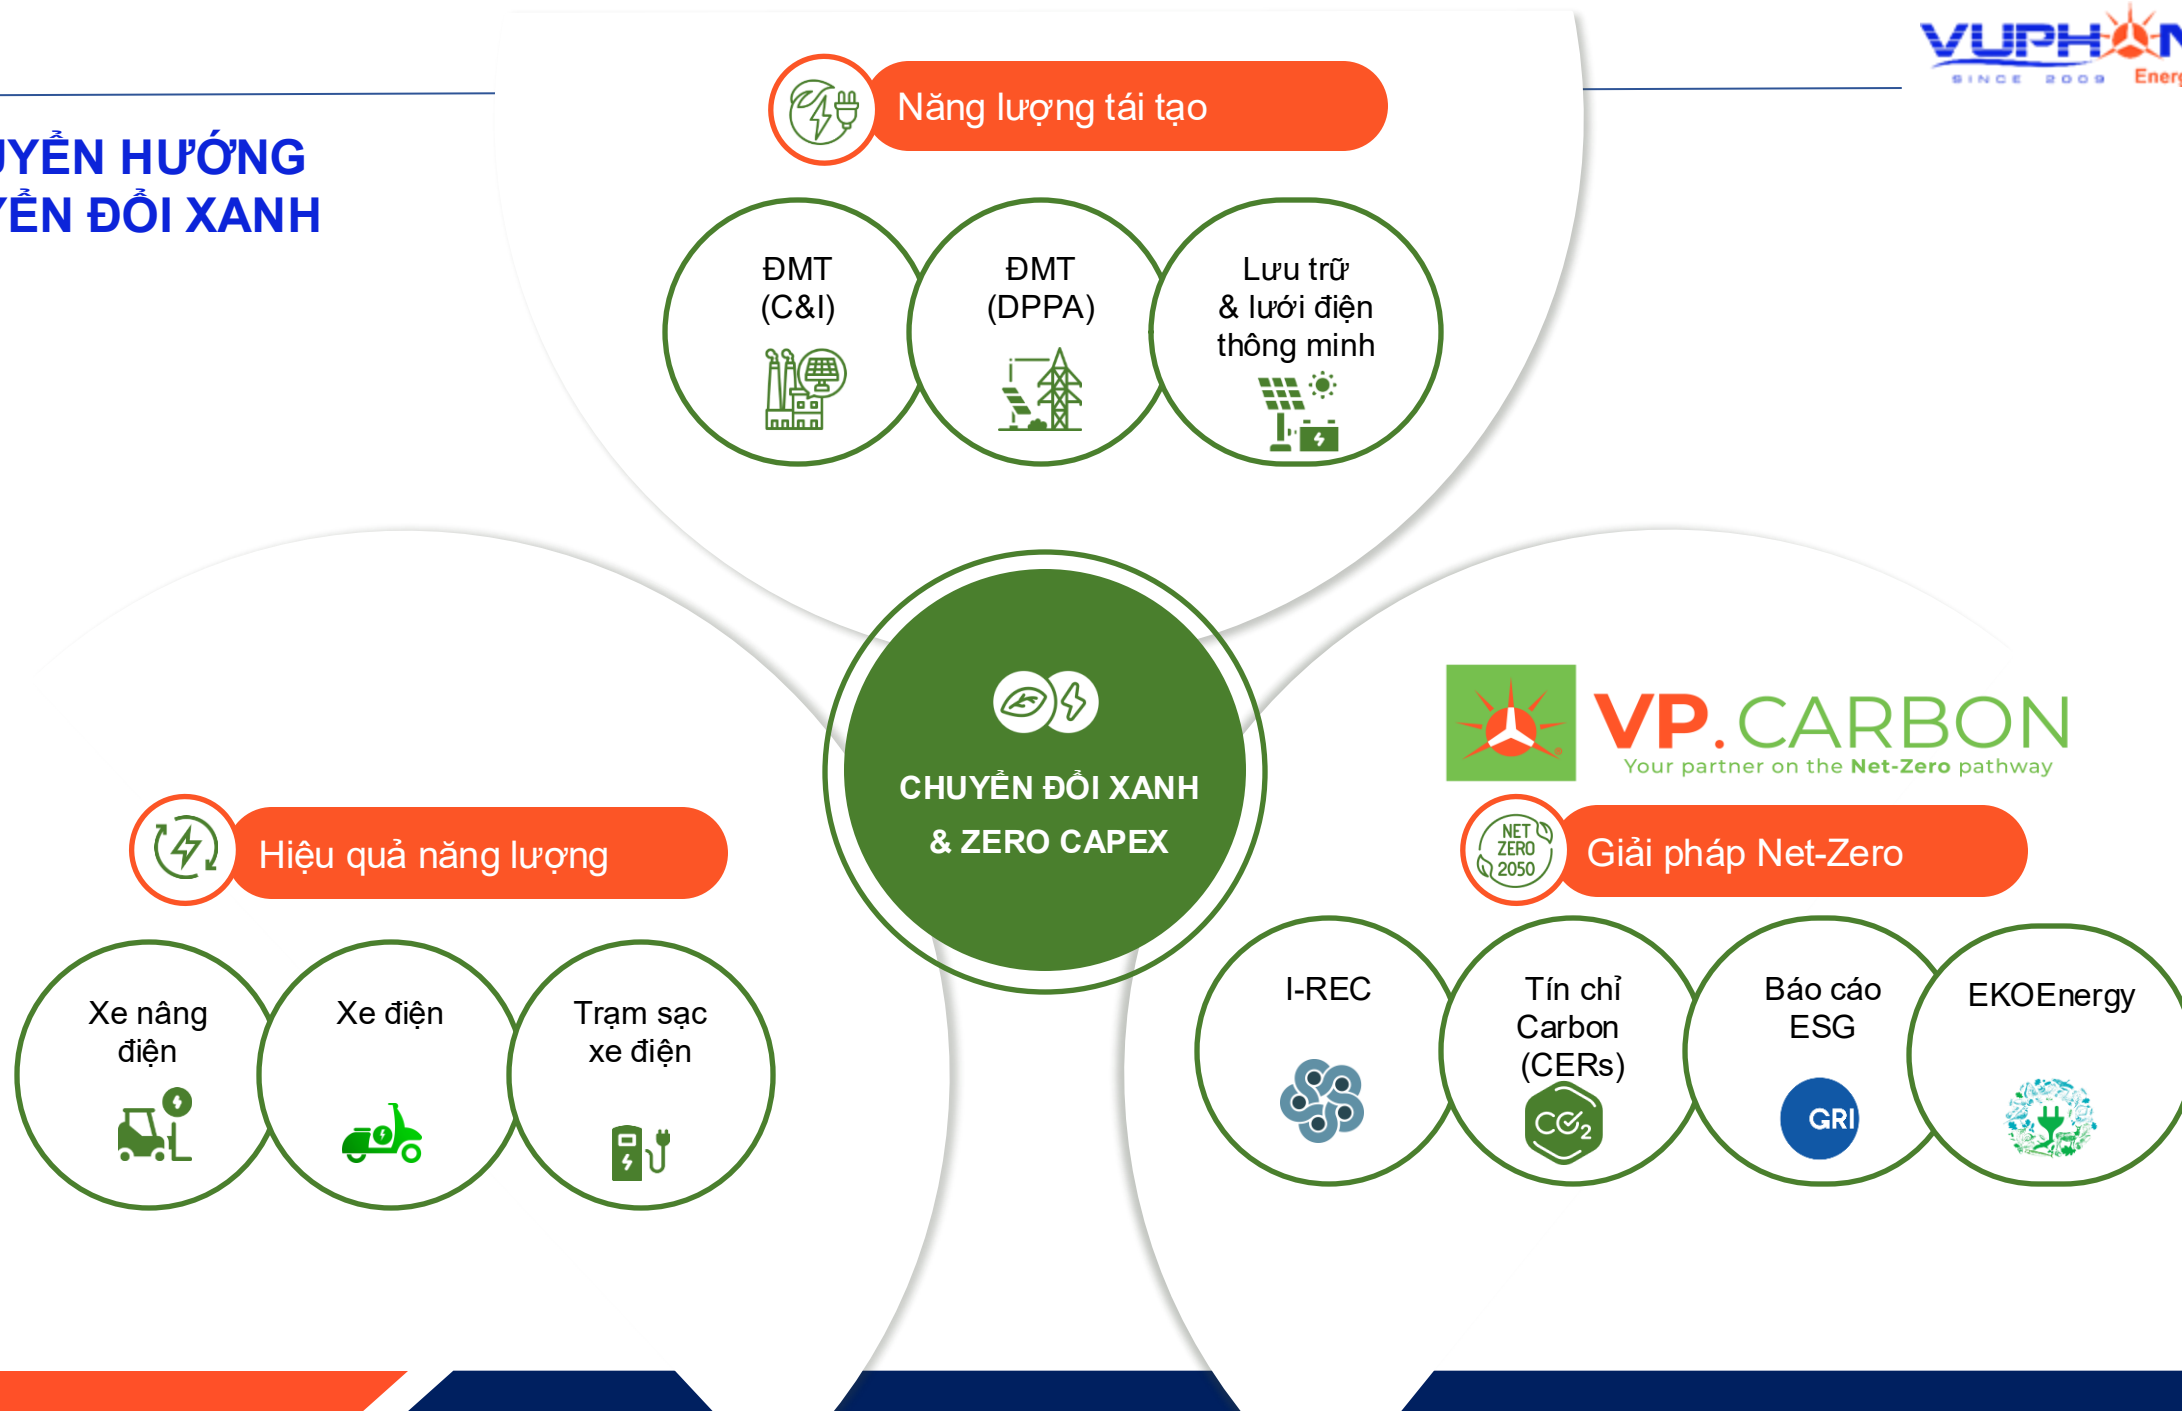 VUPHONG
SINCE 2009 Energy
UYỂN HƯỚNG
YỂN ĐỔI XANH
Năng lượng tái tạo
ĐMT
(C&I)
ĐMT
(DPPA)
Lưu trữ
& lưới điện
thông minh
CHUYỂN ĐỔI XANH
& ZERO CAPEX
Hiệu quả năng lượng
Xe nâng
điện
Xe điện
Trạm sạc
xe điện
VP.CARBON
Your partner on the Net-Zero pathway
NET
ZERO
2050
Giải pháp Net-Zero
I-REC
Tín chỉ
Carbon
(CERs)
CO2
Báo cáo
ESG
GRI
EKOEnergy